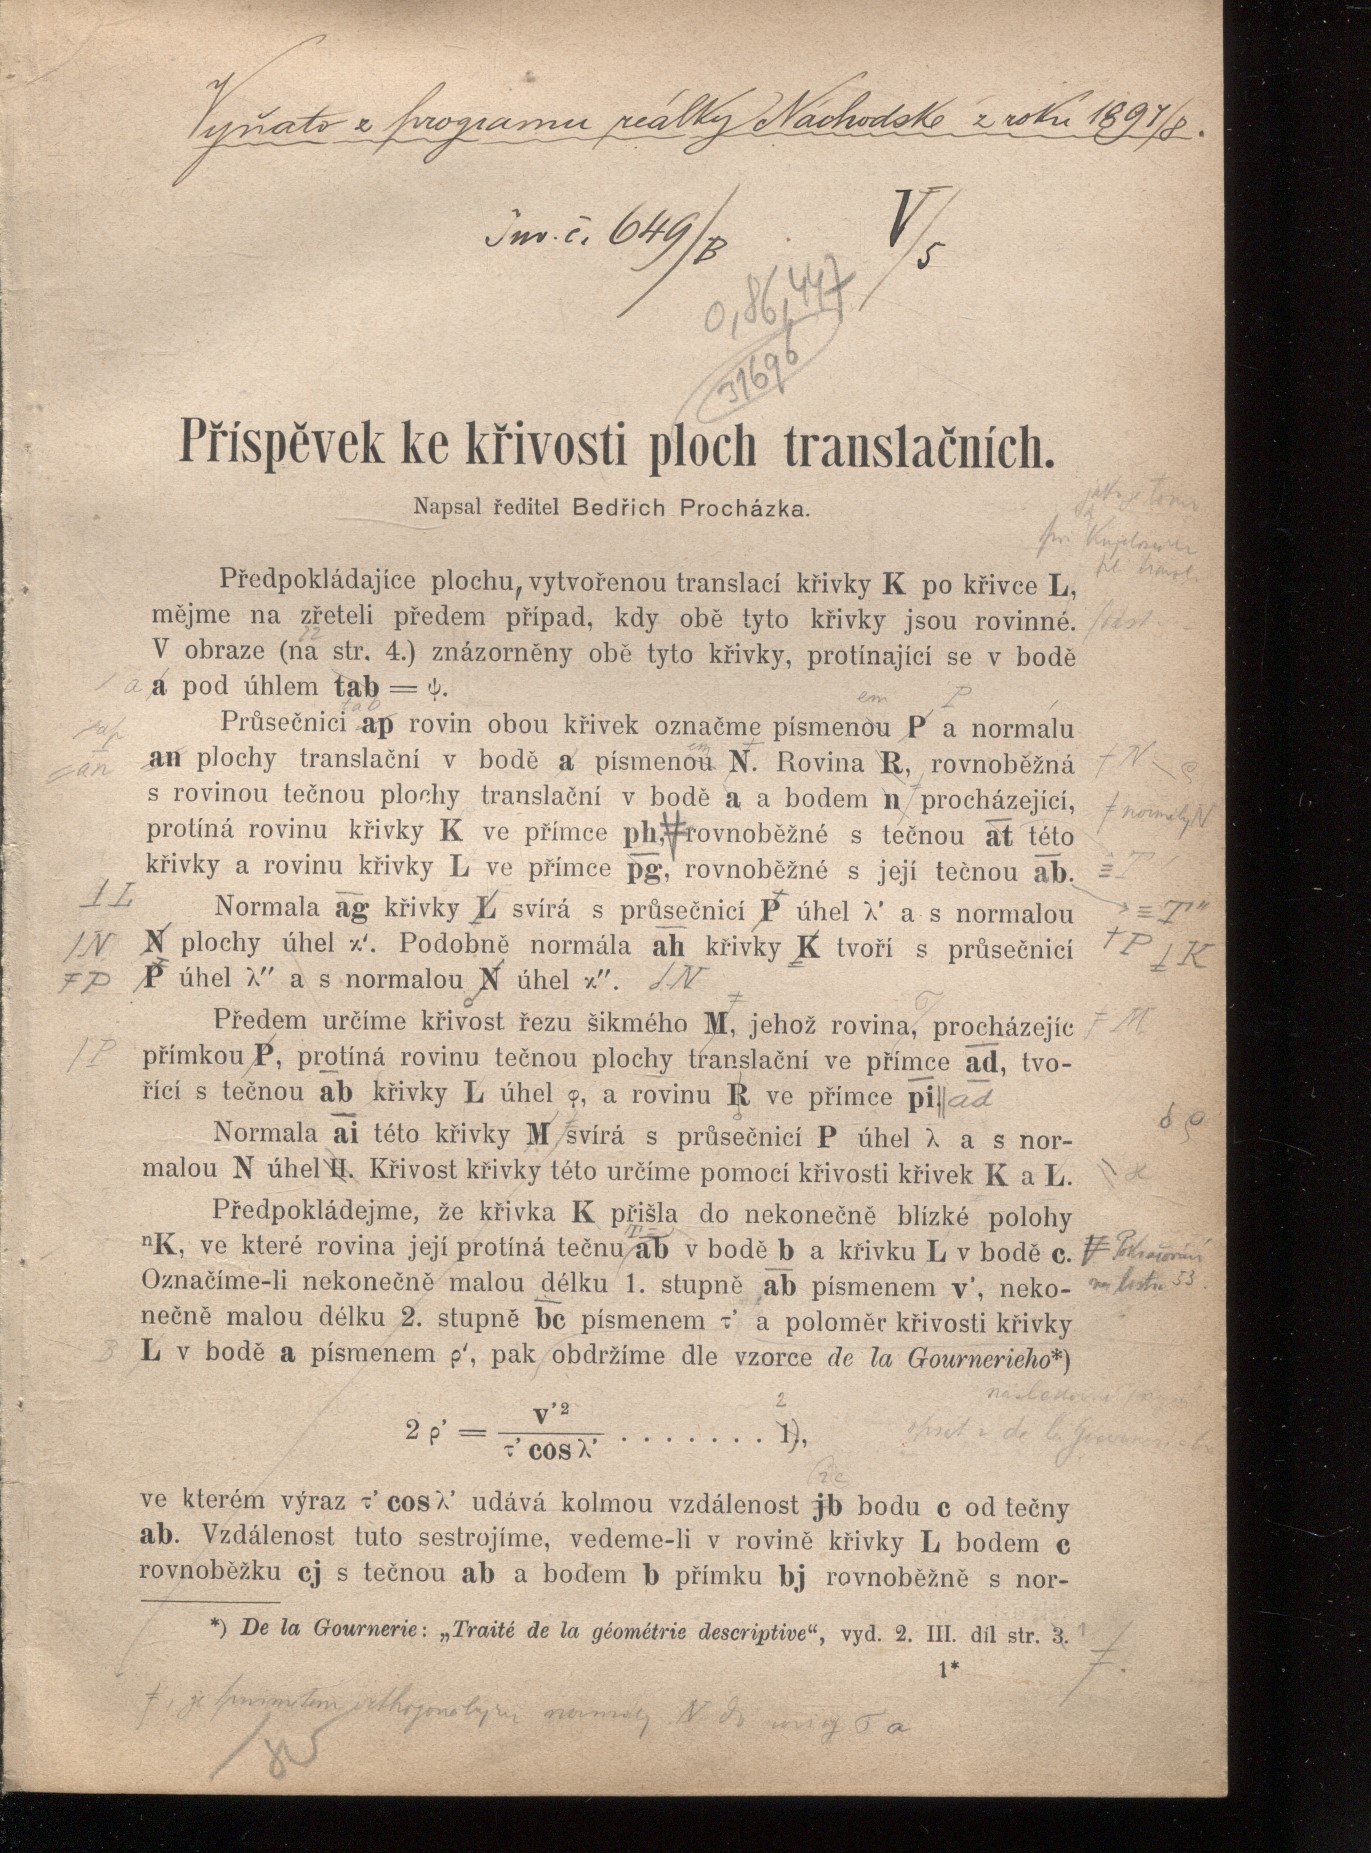 Vyňato z programu reálky Náchodské z roku 1897/8.
Inv. č. 649/B V/5
0,86,447
31696
Příspěvek ke křivosti ploch translačních.
Napsal ředitel Bedřich Procházka.
Předpokládajíce plochu, vytvořenou translací křivky K po křivce L,
mějme na zřeteli předem případ, kdy obě tyto křivky jsou rovinné.
V obraze (na str. 4.) znázorněny obě tyto křivky, protínající se v bodě
a pod úhlem tab = ψ.
Průsečnici ap rovin obou křivek označme písmenou P a normálu
an plochy translační v bodě a písmenou N. Rovina R, rovnoběžná
s rovinou tečnou plochy translační v bodě a a bodem n procházející,
protíná rovinu křivky K ve přímce ph, rovnoběžné s tečnou at této
křivky a rovinu křivky L ve přímce pg, rovnoběžné s její tečnou ab.
Normala ag křivky L svírá s průsečnicí P úhel λ' a s normalou
N plochy úhel ϰ'. Podobně normála ah křivky K tvoří s průsečnicí
P úhel λ'' a s normalou N úhel ϰ''.
Předem určíme křivost řezu šikmého M, jehož rovina, procházejíc
přímkou P, protíná rovinu tečnou plochy translační ve přímce ad, tvo-
řící s tečnou ab křivky L úhel φ, a rovinu R ve přímce pi. || ad
Normala ai této křivky M svírá s průsečnicí P úhel λ a s nor-
malou N úhel II. Křivost křivky této určíme pomocí křivosti křivek K a L.
Předpokládejme, že křivka K přišla do nekonečně blízké polohy
ⁿK, ve které rovina její protíná tečnu ab v bodě b a křivku L v bodě c.
Označíme-li nekonečně malou délku 1. stupně ab písmenem v', neko-
nečně malou délku 2. stupně bc písmenem τ' a poloměr křivosti křivky
L v bodě a písmenem ρ', pak obdržíme dle vzorce de la Gournerieho*)
2 ρ' = v'² / τ' cos λ' . . . . . . . 1),
ve kterém výraz τ' cos λ' udává kolmou vzdálenost jb bodu c od tečny
ab. Vzdálenost tuto sestrojíme, vedeme-li v rovině křivky L bodem c
rovnoběžku cj s tečnou ab a bodem b přímku bj rovnoběžně s nor-
*) De la Gournerie: „Traité de la géométrie descriptive“, vyd. 2. III. díl str. 3.
1*